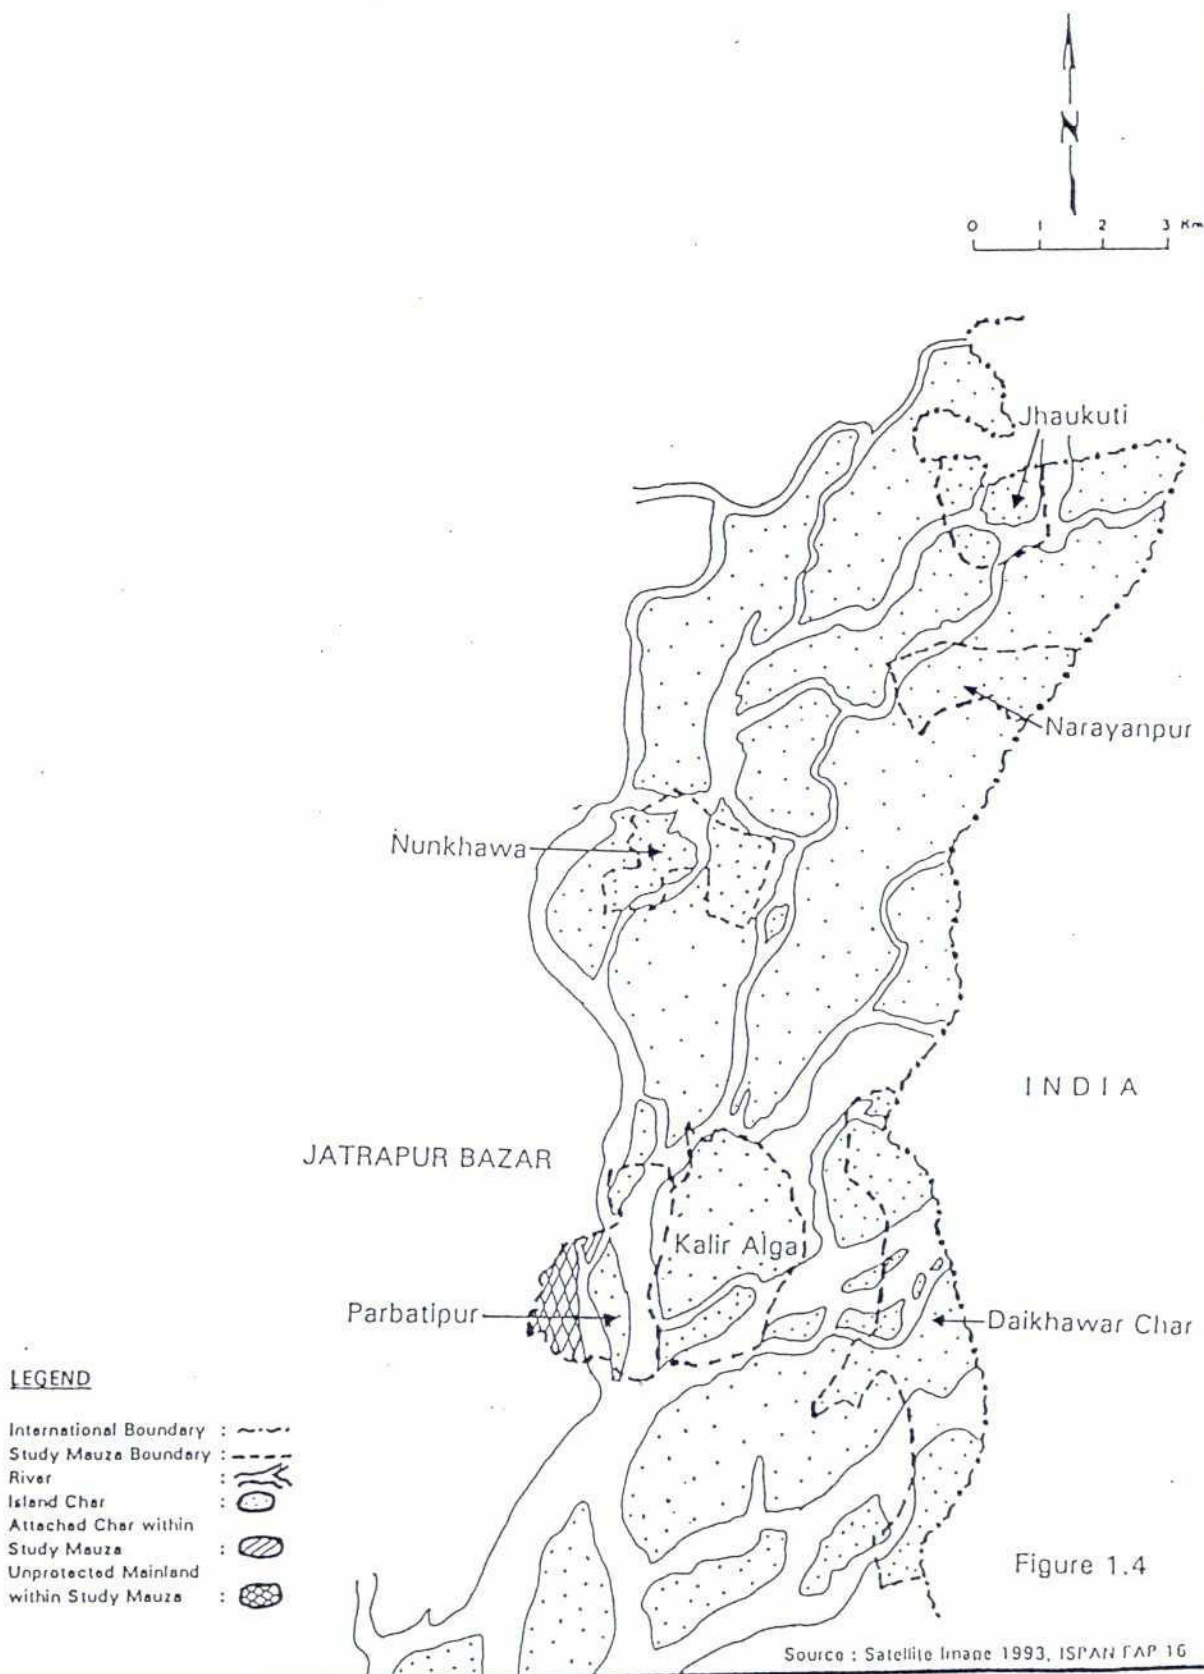 N
0 1 2 3 Km
Jhaukuti
Narayanpur
Nunkhawa
INDIA
JATRAPUR BAZAR
Kalir Alga
Parbatipur
Daikhawar Char
LEGEND
International Boundary :
Study Mauza Boundary :
River :
Island Char :
Attached Char within
Study Mauza :
Unprotected Mainland
within Study Mauza :
Figure 1.4
Source : Satellite Image 1993, ISPAN FAP 16